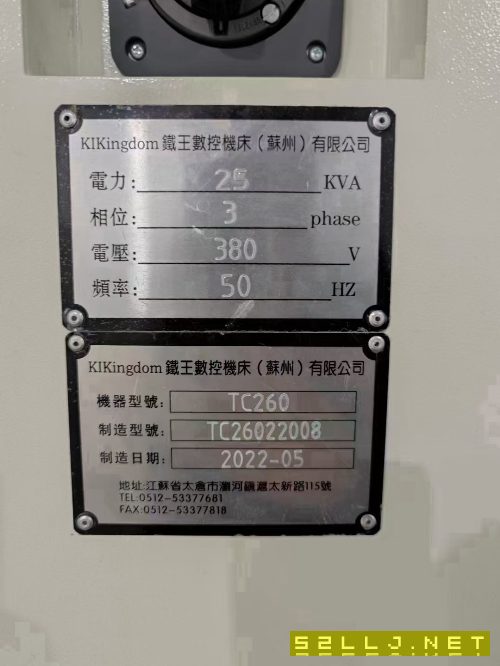 KIKingdom 鐵王數控機床（蘇州）有限公司
電力: 25 KVA
相位: 3 phase
電壓: 380 V
頻率: 50 HZ
KIKingdom 鐵王數控機床（蘇州）有限公司
機器型號: TC260
制造型號: TC26022008
制造日期: 2022-05
地址:江蘇省太倉市瀏河鎮滬太新路115號
TEL:0512-53377681
FAX:0512-53377818
52LLJ.NET